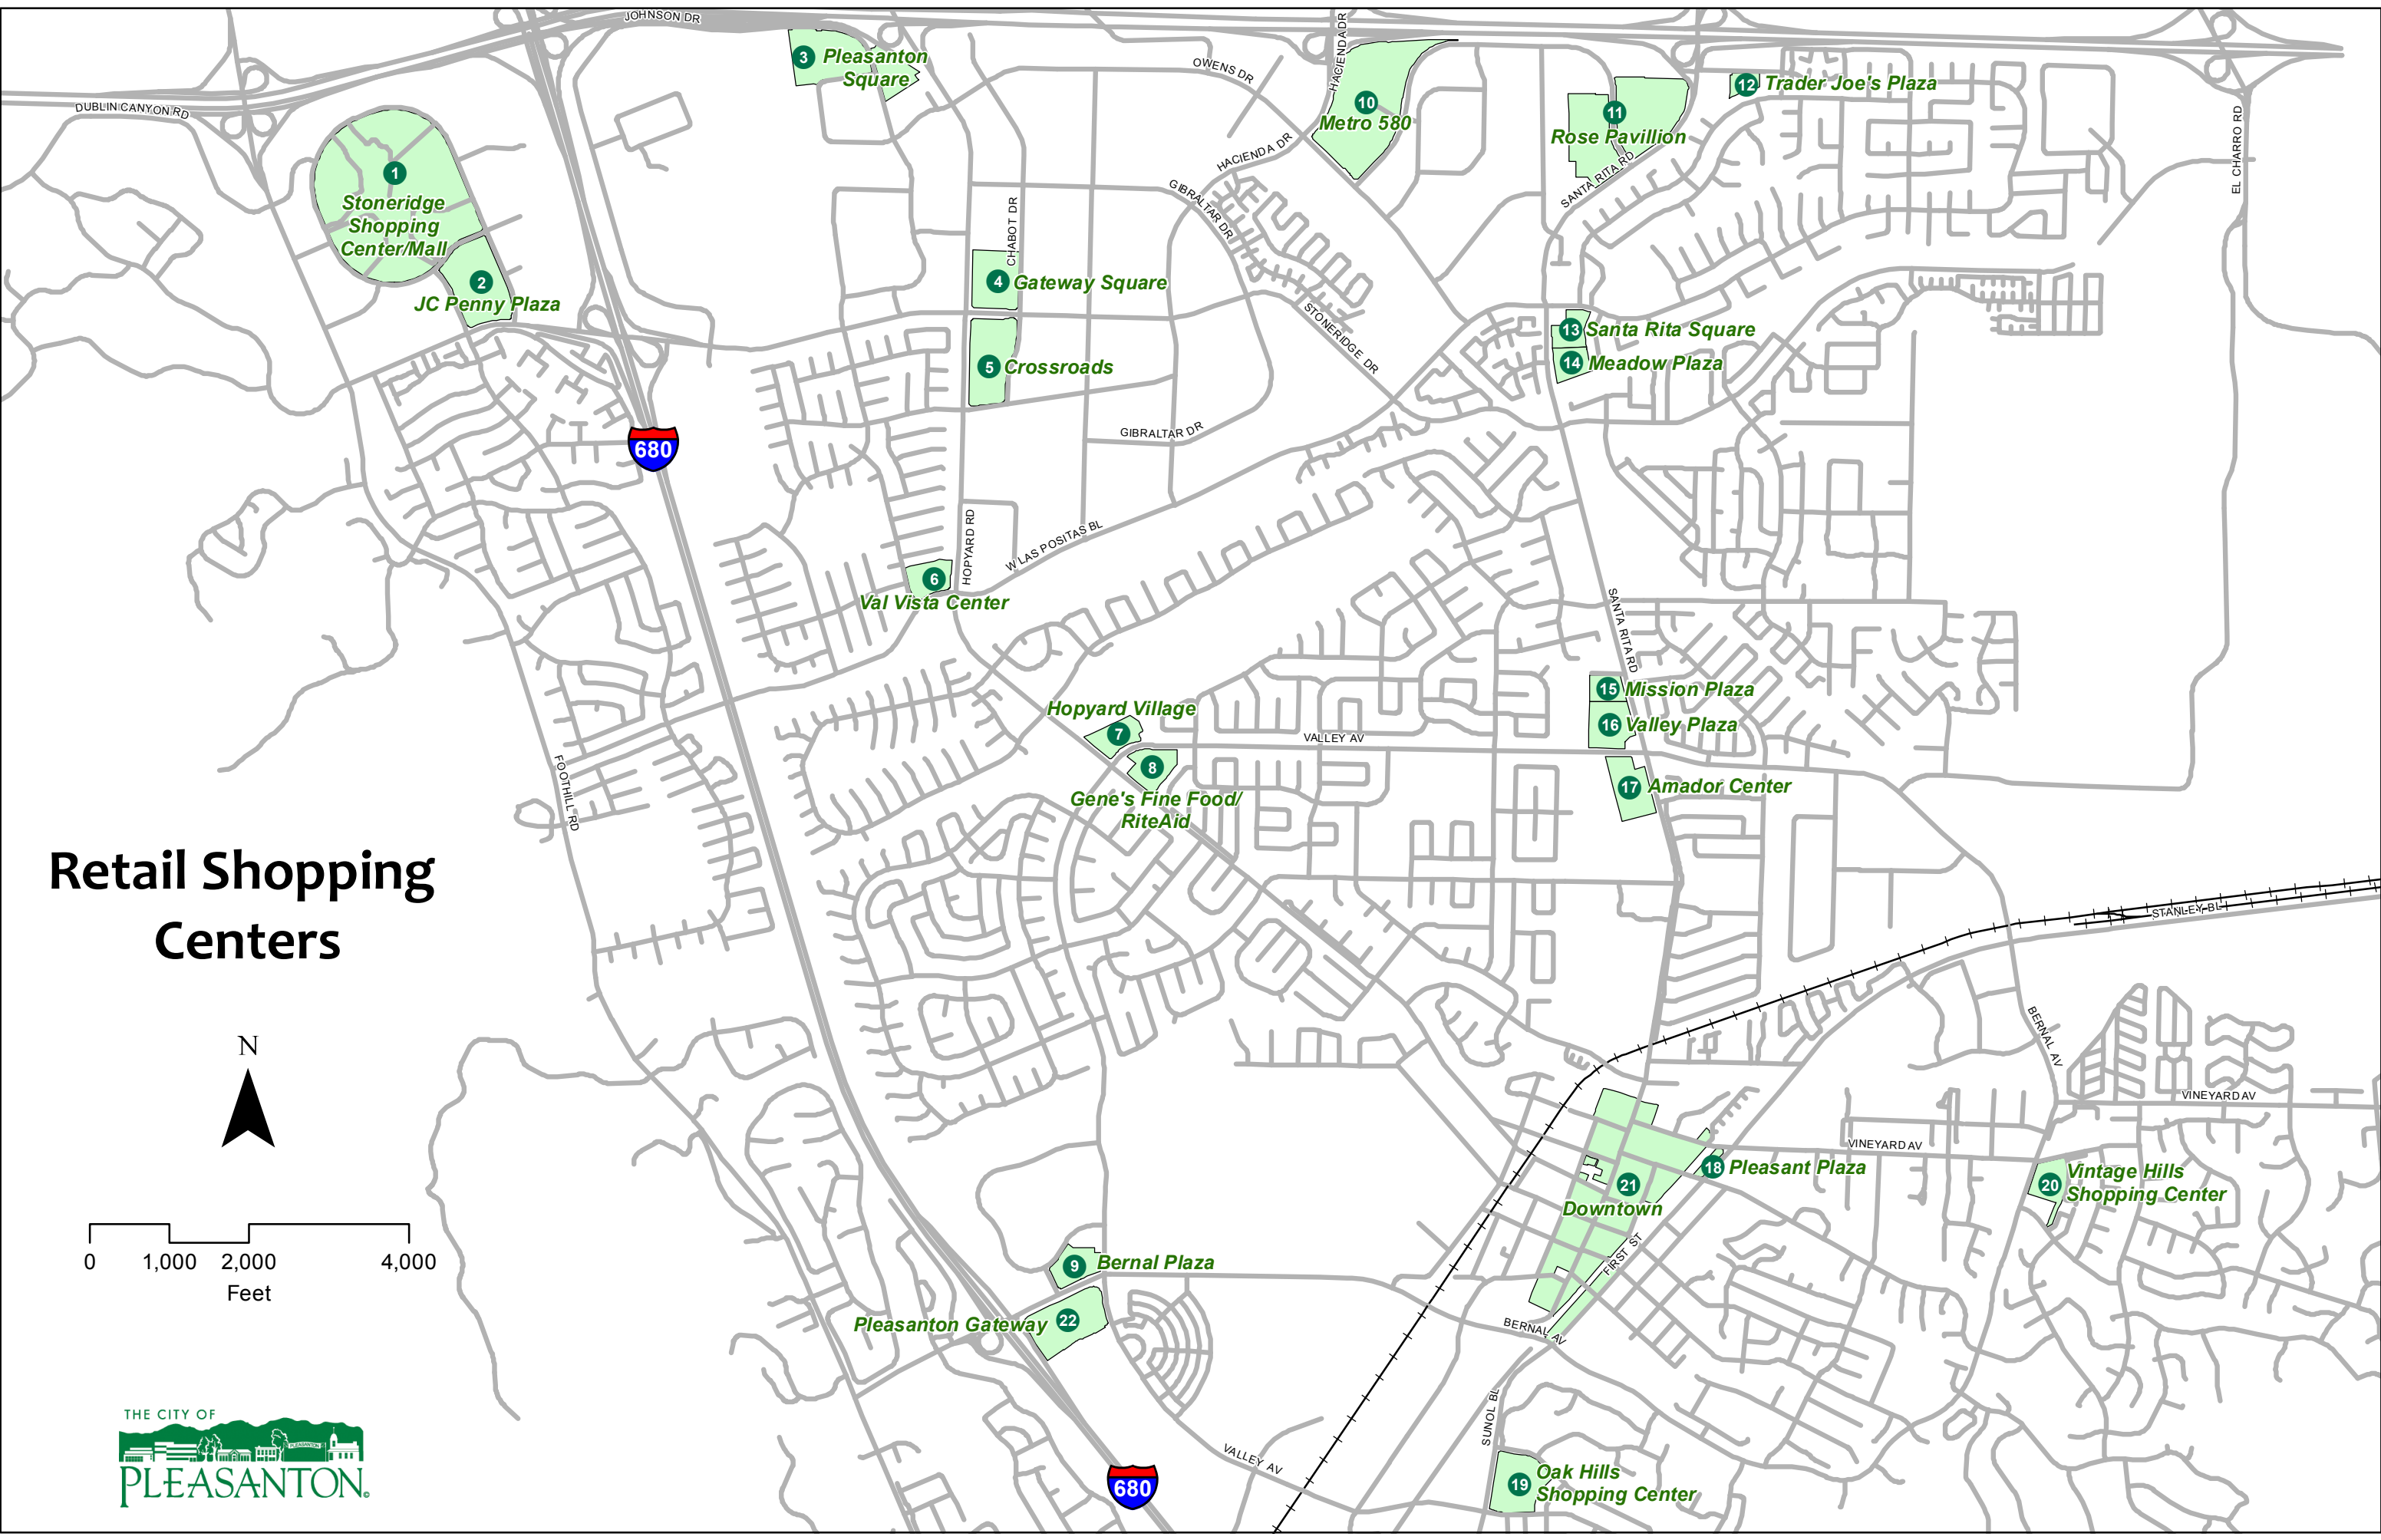 JOHNSON DR
DUBLIN CANYON RD
OWENS DR
HACIENDA DR
HACIENDA DR
GIBRALTAR DR
CHABOT DR
STONERIDGE DR
GIBRALTAR DR
HOPYARD RD
W LAS POSITAS BL
SANTA RITA RD
EL CHARRO RD
SANTA RITA RD
FOOTHILL RD
VALLEY AV
STANLEY BL
BERNAL AV
VINEYARD AV
VINEYARD AV
FIRST ST
BERNAL AV
SUNOL BL
VALLEY AV
680
680
1
Stoneridge
Shopping
Center/Mall
2
JC Penny Plaza
3 Pleasanton
Square
4 Gateway Square
5 Crossroads
6
Val Vista Center
Hopyard Village
7
8
Gene's Fine Food/
RiteAid
9 Bernal Plaza
10
Metro 580
11
Rose Pavillion
12 Trader Joe's Plaza
13 Santa Rita Square
14 Meadow Plaza
15 Mission Plaza
16 Valley Plaza
17 Amador Center
18 Pleasant Plaza
19 Oak Hills
Shopping Center
20 Vintage Hills
Shopping Center
21
Downtown
Pleasanton Gateway 22
Retail Shopping
Centers
N
0 1,000 2,000 4,000
Feet
THE CITY OF
PLEASANTON
PLEASANTON.